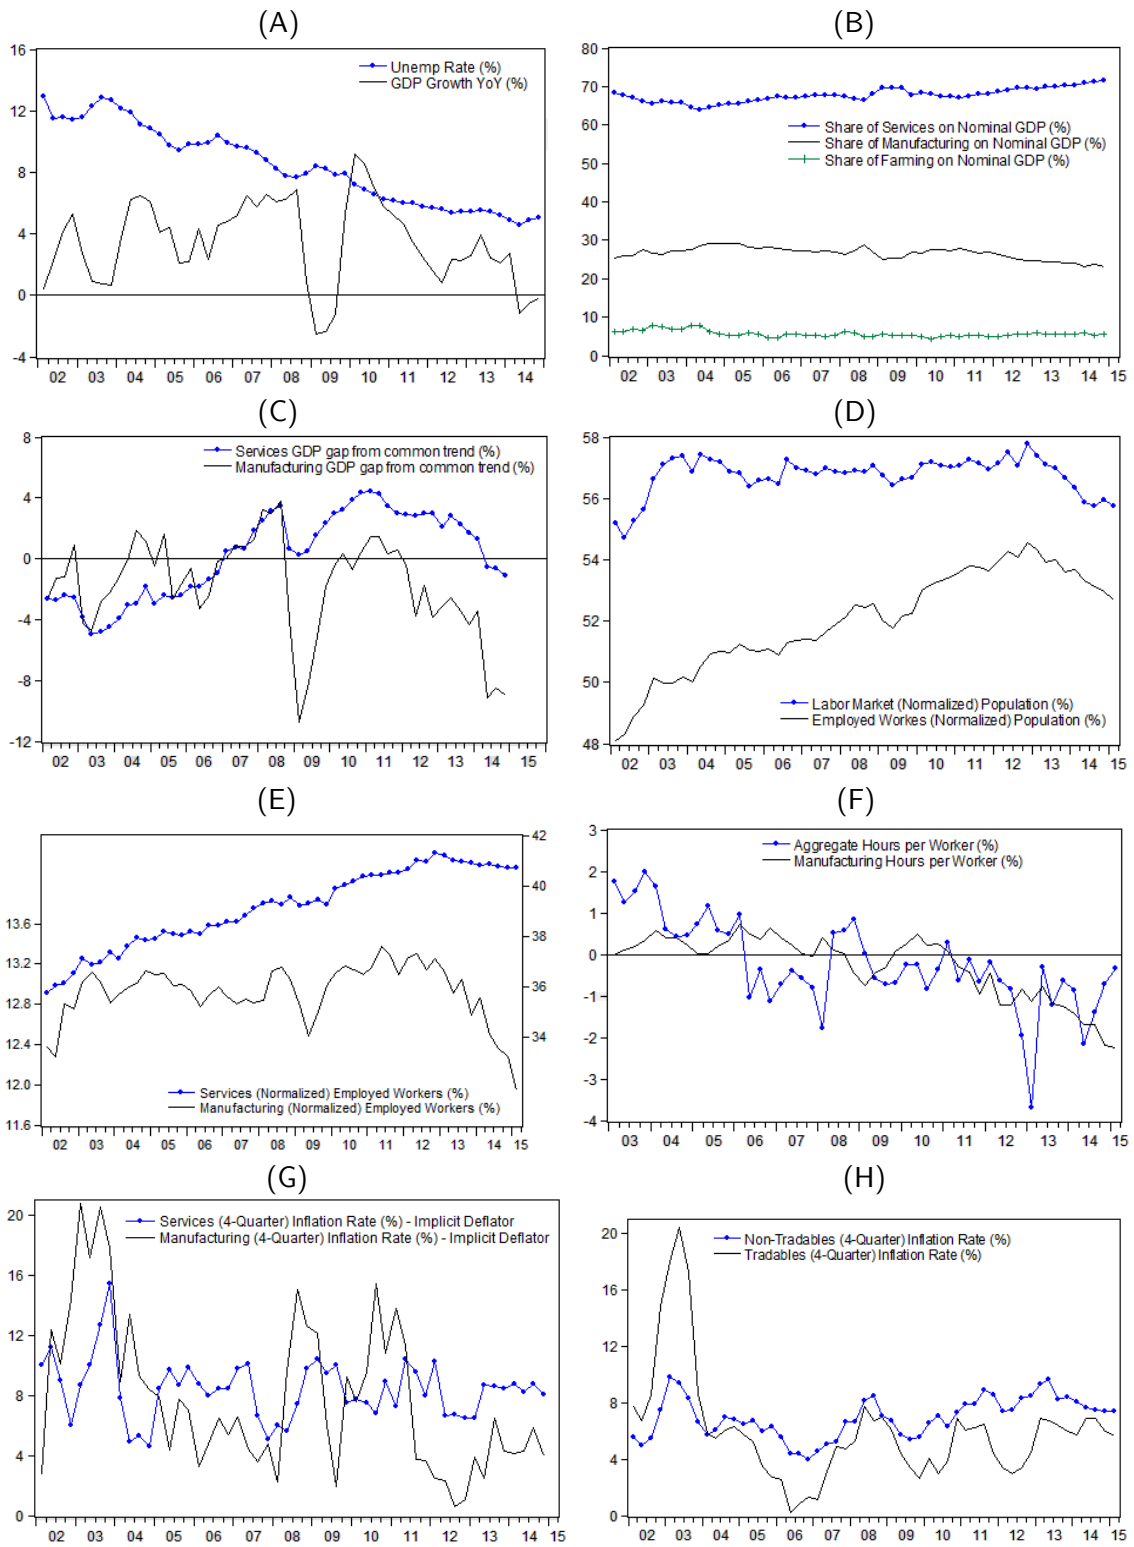 (A)
16
12
8
4
0
-4
Unemp Rate (%)
GDP Growth YoY (%)
02 03 04 05 06 07 08 09 10 11 12 13 14
(B)
80
70
60
50
40
30
20
10
0
Share of Services on Nominal GDP (%)
Share of Manufacturing on Nominal GDP (%)
Share of Farming on Nominal GDP (%)
02 03 04 05 06 07 08 09 10 11 12 13 14 15
(C)
8
4
0
-4
-8
-12
Services GDP gap from common trend (%)
Manufacturing GDP gap from common trend (%)
02 03 04 05 06 07 08 09 10 11 12 13 14 15
(D)
58
56
54
52
50
48
Labor Market (Normalized) Population (%)
Employed Workes (Normalized) Population (%)
02 03 04 05 06 07 08 09 10 11 12 13 14 15
(E)
13.6
13.2
12.8
12.4
12.0
11.6
42
40
38
36
34
Services (Normalized) Employed Workers (%)
Manufacturing (Normalized) Employed Workers (%)
02 03 04 05 06 07 08 09 10 11 12 13 14 15
(F)
3
2
1
0
-1
-2
-3
-4
Aggregate Hours per Worker (%)
Manufacturing Hours per Worker (%)
03 04 05 06 07 08 09 10 11 12 13 14 15
(G)
20
16
12
8
4
0
Services (4-Quarter) Inflation Rate (%) - Implicit Deflator
Manufacturing (4-Quarter) Inflation Rate (%) - Implicit Deflator
02 03 04 05 06 07 08 09 10 11 12 13 14 15
(H)
20
16
12
8
4
0
Non-Tradables (4-Quarter) Inflation Rate (%)
Tradables (4-Quarter) Inflation Rate (%)
02 03 04 05 06 07 08 09 10 11 12 13 14 15